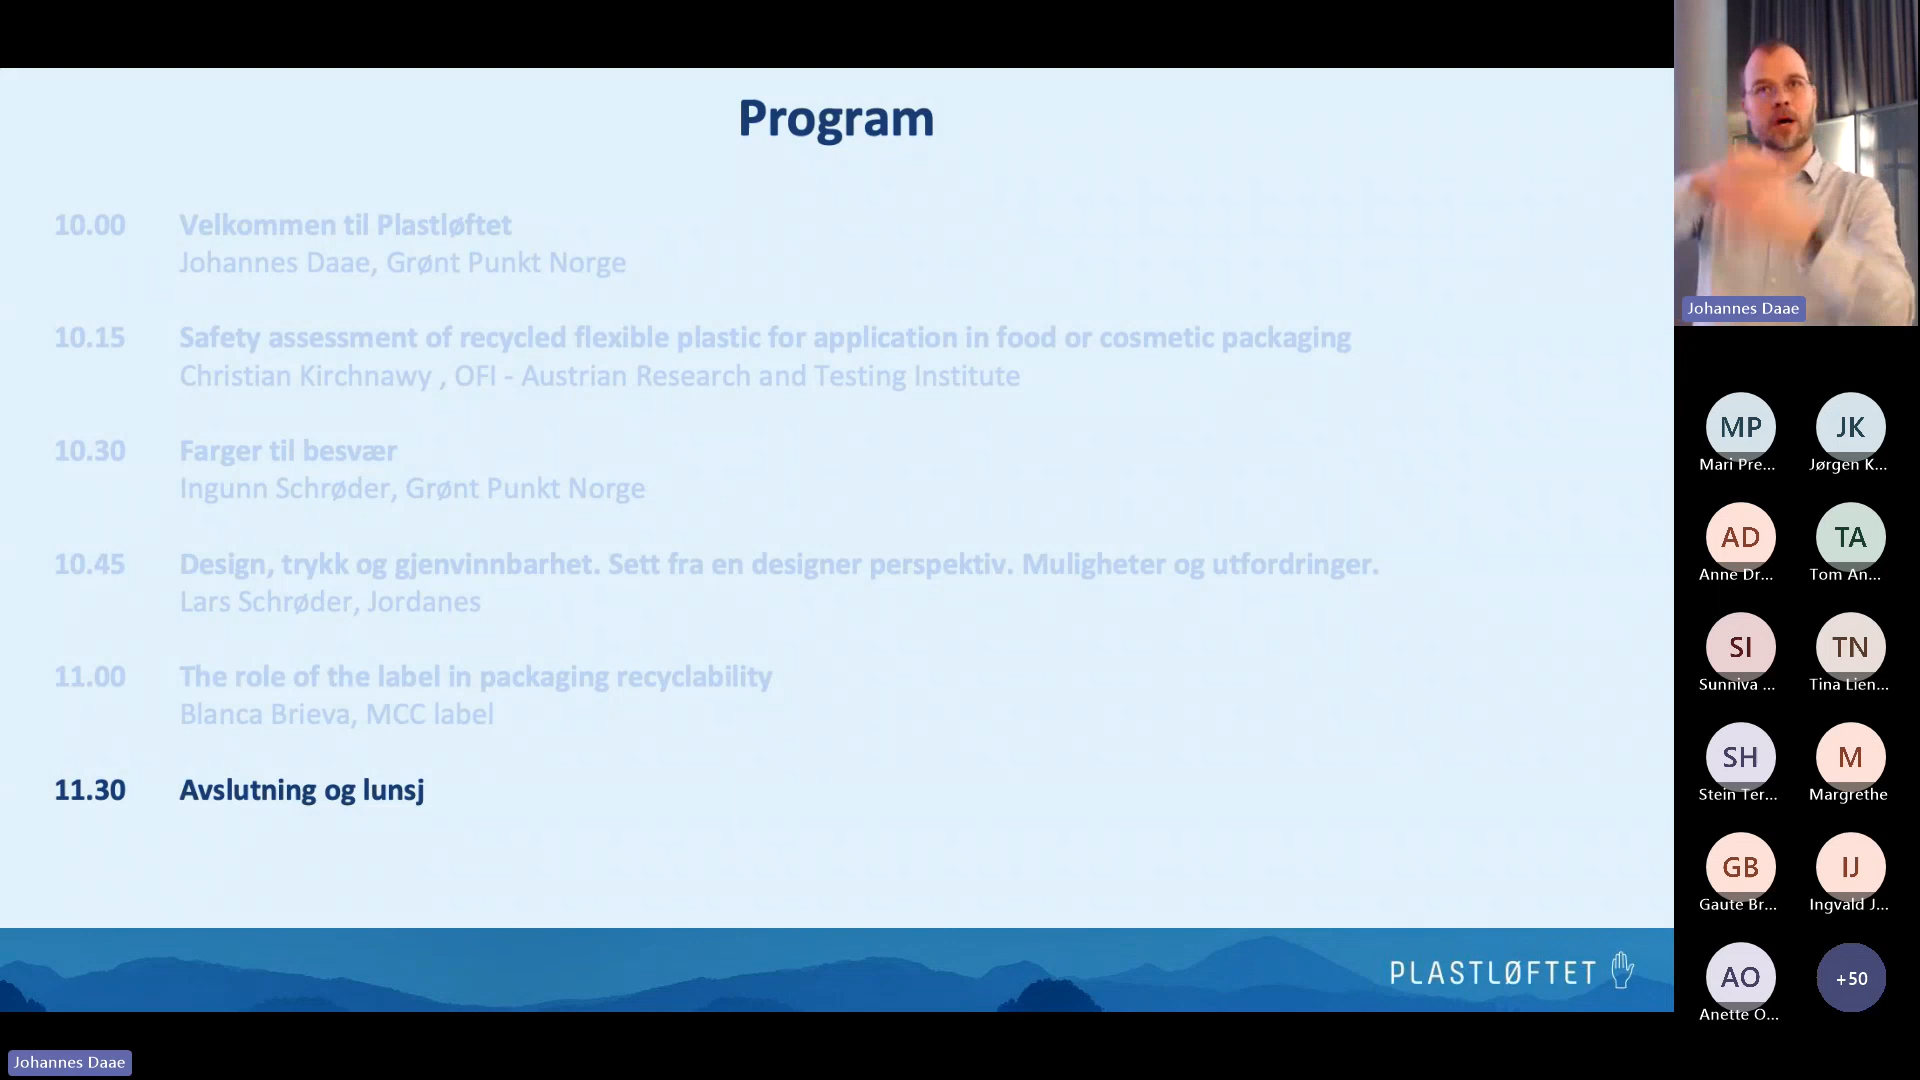 Program
10.00 Velkommen til Plastløftet
Johannes Daae, Grønt Punkt Norge
10.15 Safety assessment of recycled flexible plastic for application in food or cosmetic packaging
Christian Kirchnawy , OFI - Austrian Research and Testing Institute
10.30 Farger til besvær
Ingunn Schrøder, Grønt Punkt Norge
10.45 Design, trykk og gjenvinnbarhet. Sett fra en designer perspektiv. Muligheter og utfordringer.
Lars Schrøder, Jordanes
11.00 The role of the label in packaging recyclability
Blanca Brieva, MCC label
11.30 Avslutning og lunsj
PLASTLØFTET
Johannes Daae
Johannes Daae
MP JK
Mari Pre... Jørgen K...
AD TA
Anne Dr... Tom An...
SI TN
Sunniva ... Tina Lien...
SH M
Stein Ter... Margrethe
GB IJ
Gaute Br... Ingvald J...
AO +50
Anette O...